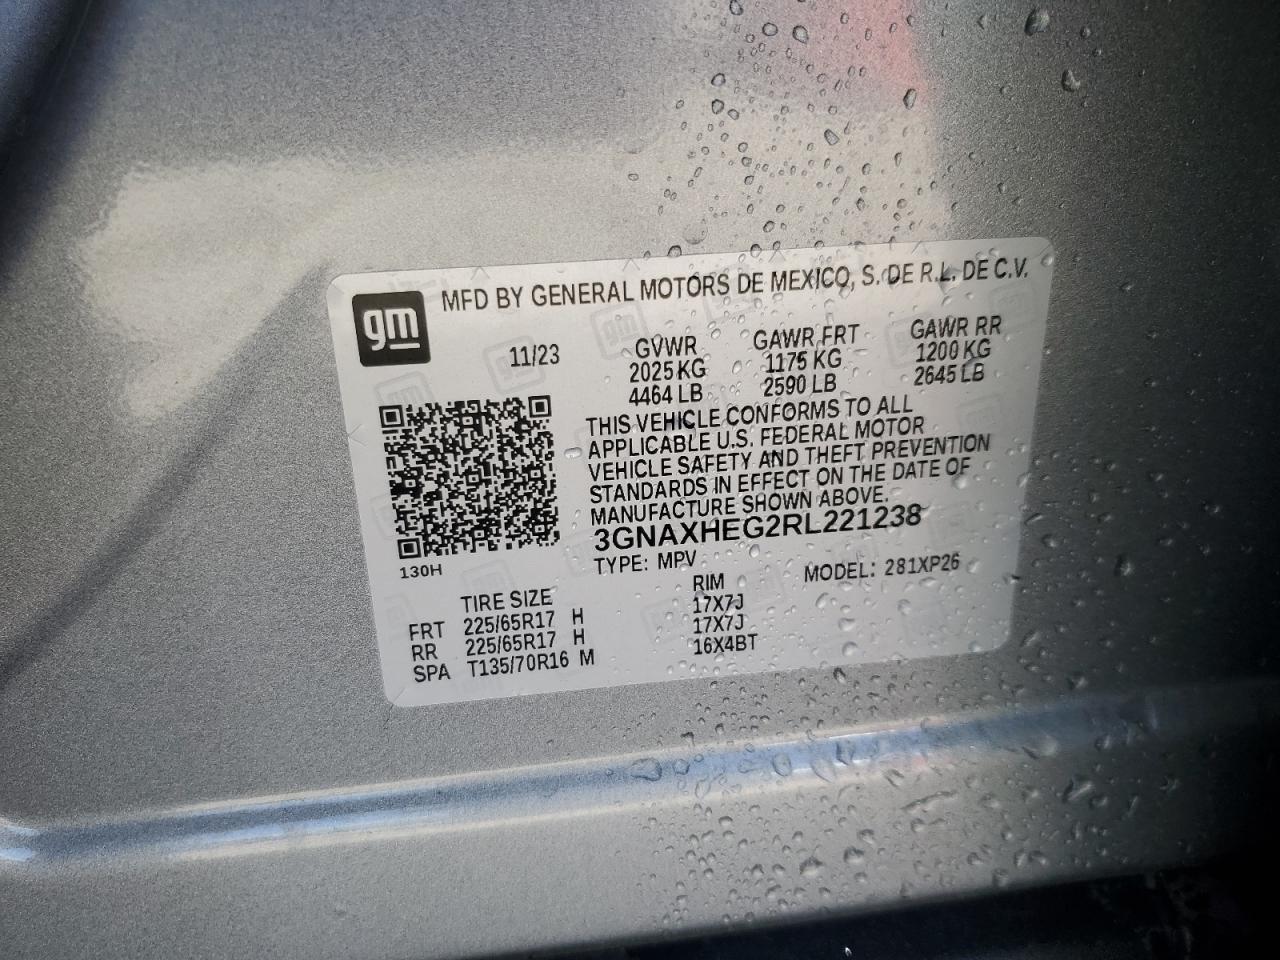 gm
MFD BY GENERAL MOTORS DE MEXICO, S. DE R.L. DE C.V.
11/23
GVWR GAWR FRT GAWR RR
2025 KG 1175 KG 1200 KG
4464 LB 2590 LB 2645 LB
THIS VEHICLE CONFORMS TO ALL
APPLICABLE U.S. FEDERAL MOTOR
VEHICLE SAFETY AND THEFT PREVENTION
STANDARDS IN EFFECT ON THE DATE OF
MANUFACTURE SHOWN ABOVE.
3GNAXHEG2RL221238
130H
TYPE: MPV MODEL: 281XP26
TIRE SIZE RIM
FRT 225/65R17 H 17X7J
RR 225/65R17 H 17X7J
SPA T135/70R16 M 16X4BT